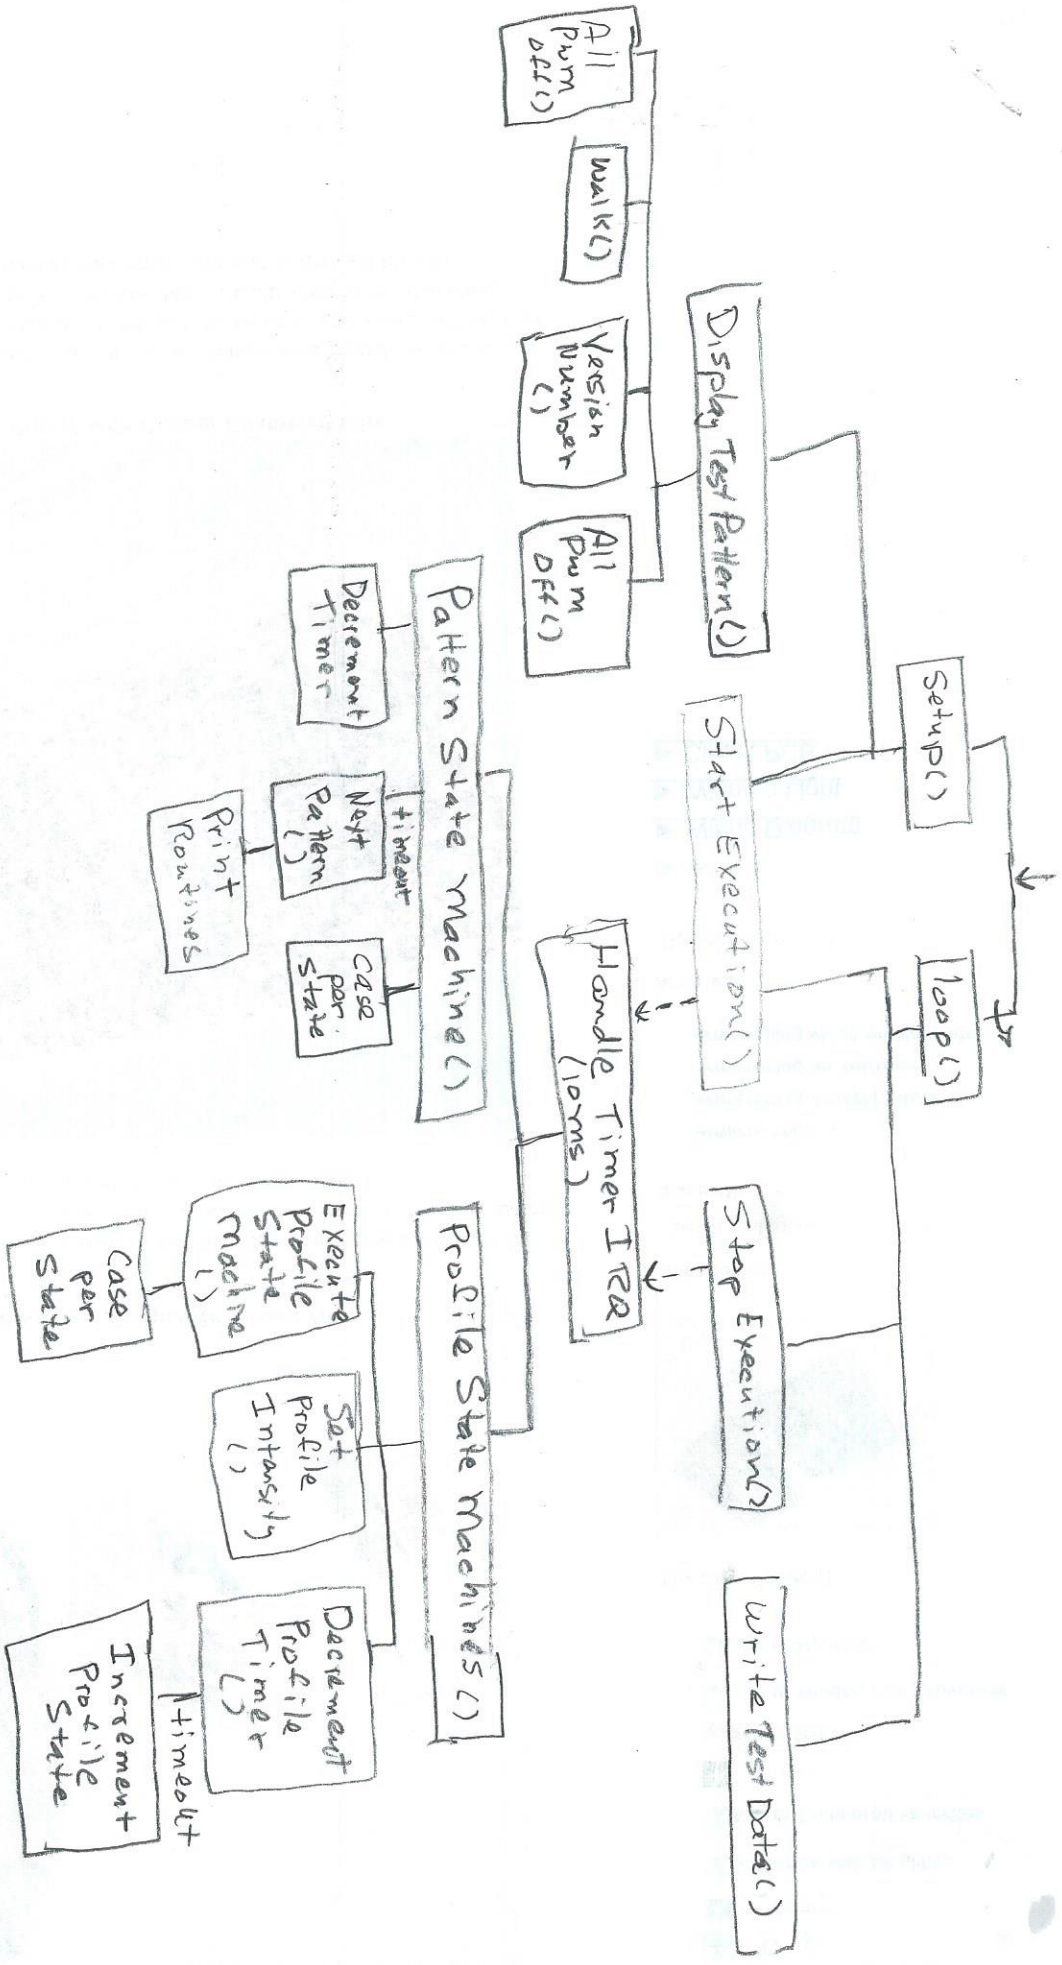 Setup()
loop()
Display Test Pattern()
Start Execution()
Stop Execution()
Write Test Data()
All
Pwm
Off()
Walk()
Version
Number
()
All
Pwm
Off()
Handle Timer IRQ
(10ms)
Pattern State Machine()
Profile State Machines()
Decrement
Timer
timeout
Next
Pattern
()
Case
per
State
Print
Routines
Execute
Profile
State
Machine
()
Set
Profile
Intensity
()
Decrement
Profile
Timer
()
Case
per
State
timeout
Increment
Profile
State